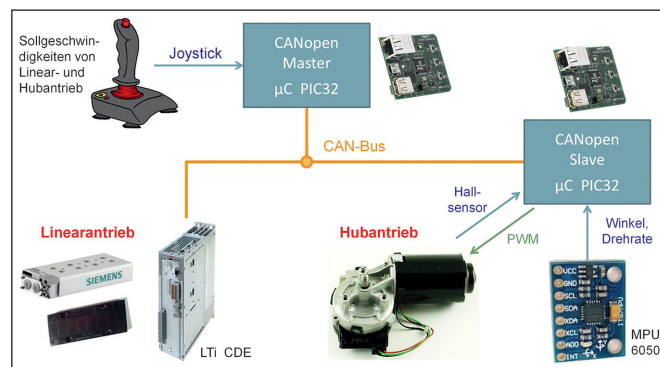 Sollgeschwin-
digkeiten von
Linear- und
Hubantrieb
Joystick
CANopen
Master
µC PIC32
CAN-Bus
CANopen
Slave
µC PIC32
Hall-
sensor
PWM
Winkel,
Drehrate
Linearantrieb
SIEMENS
LTi CDE
Hubantrieb
VCC
GND
SCL
SDA
XDA
XCL
ADO
INT
MPU
6050